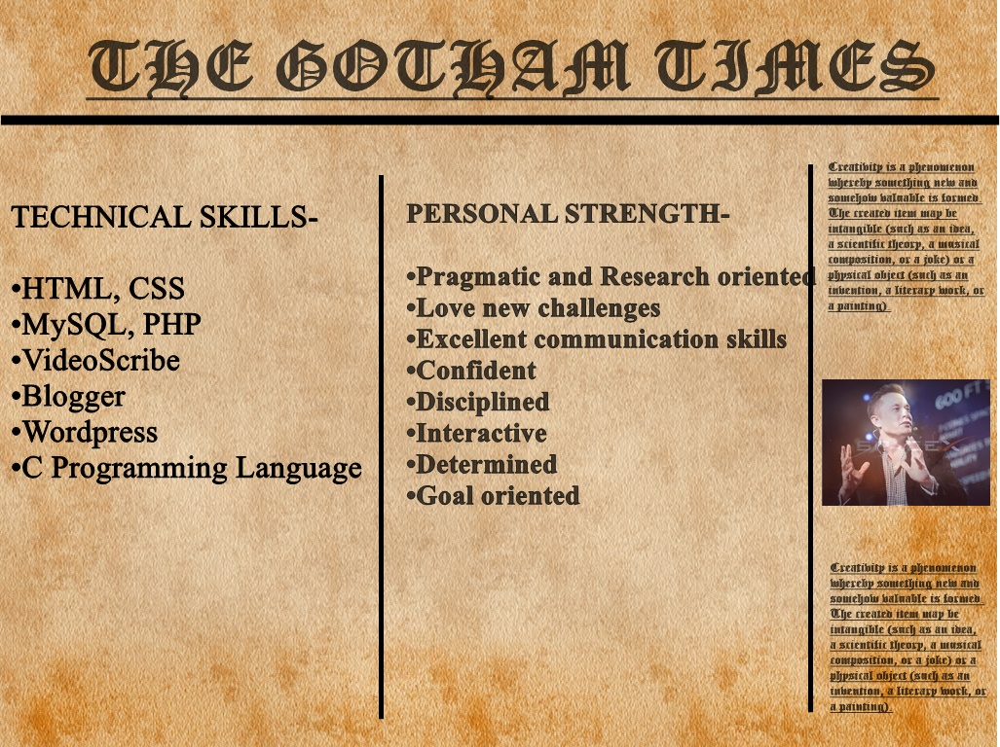 THE GOTHAM TIMES
TECHNICAL SKILLS-
•HTML, CSS
•MySQL, PHP
•VideoScribe
•Blogger
•Wordpress
•C Programming Language
PERSONAL STRENGTH-
•Pragmatic and Research oriented
•Love new challenges
•Excellent communication skills
•Confident
•Disciplined
•Interactive
•Determined
•Goal oriented
Creativity is a phenomenon
whereby something new and
somehow valuable is formed.
The created item may be
intangible (such as an idea,
a scientific theory, a musical
composition, or a joke) or a
physical object (such as an
invention, a literary work, or
a painting).
600 FT
Creativity is a phenomenon
whereby something new and
somehow valuable is formed.
The created item may be
intangible (such as an idea,
a scientific theory, a musical
composition, or a joke) or a
physical object (such as an
invention, a literary work, or
a painting).